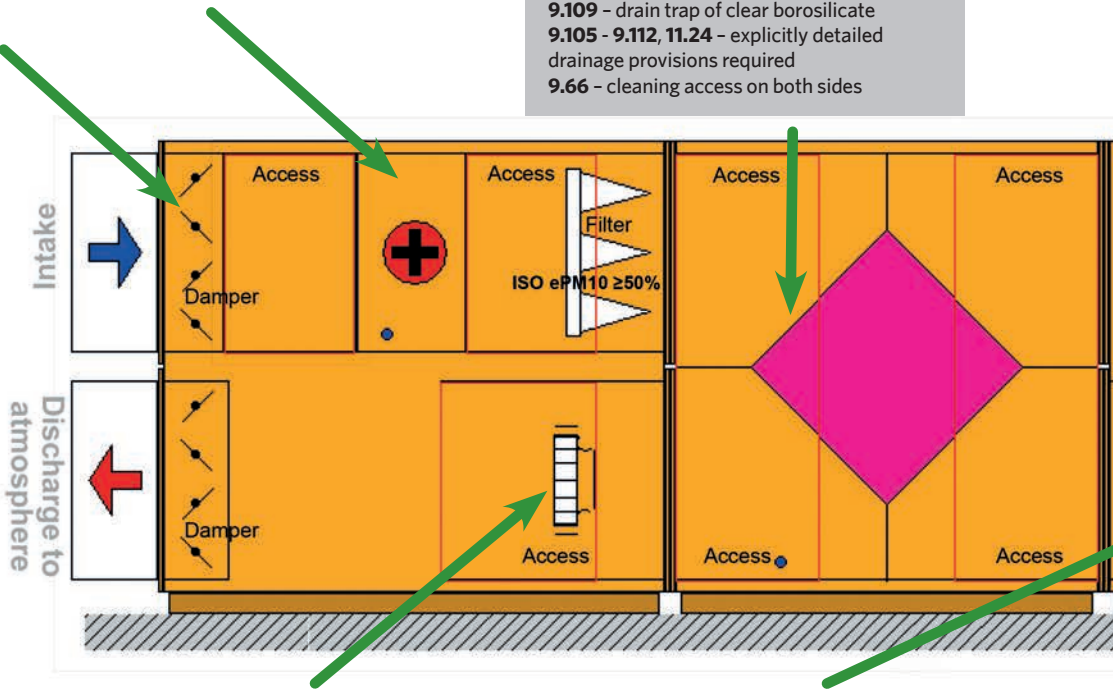 9.109 – drain trap of clear borosilicate
9.105 - 9.112, 11.24 – explicitly detailed
drainage provisions required
9.66 – cleaning access on both sides
Intake
Access
Access
Filter
ISO ePM10 ≥50%
Damper
Access
Access
Discharge to
atmosphere
Damper
Access
Access
Access